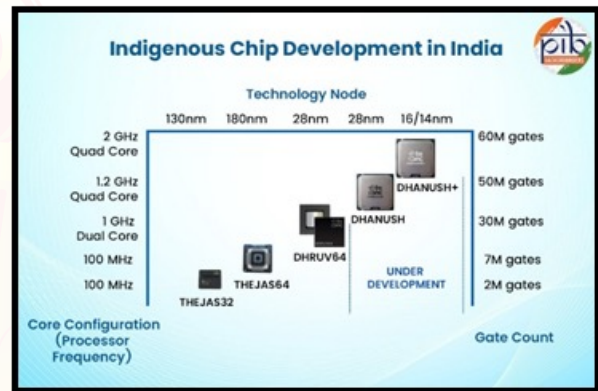 Indigenous Chip Development in India
pib
Technology Node
130nm 180nm 28nm 28nm 16/14nm
2 GHz
Quad Core
60M gates
DHANUSH+
1.2 GHz
Quad Core
50M gates
DHANUSH
1 GHz
Dual Core
30M gates
DHRUV64
100 MHz
7M gates
THEJAS64
UNDER
DEVELOPMENT
100 MHz
2M gates
THEJAS32
Core Configuration
(Processor
Frequency)
Gate Count